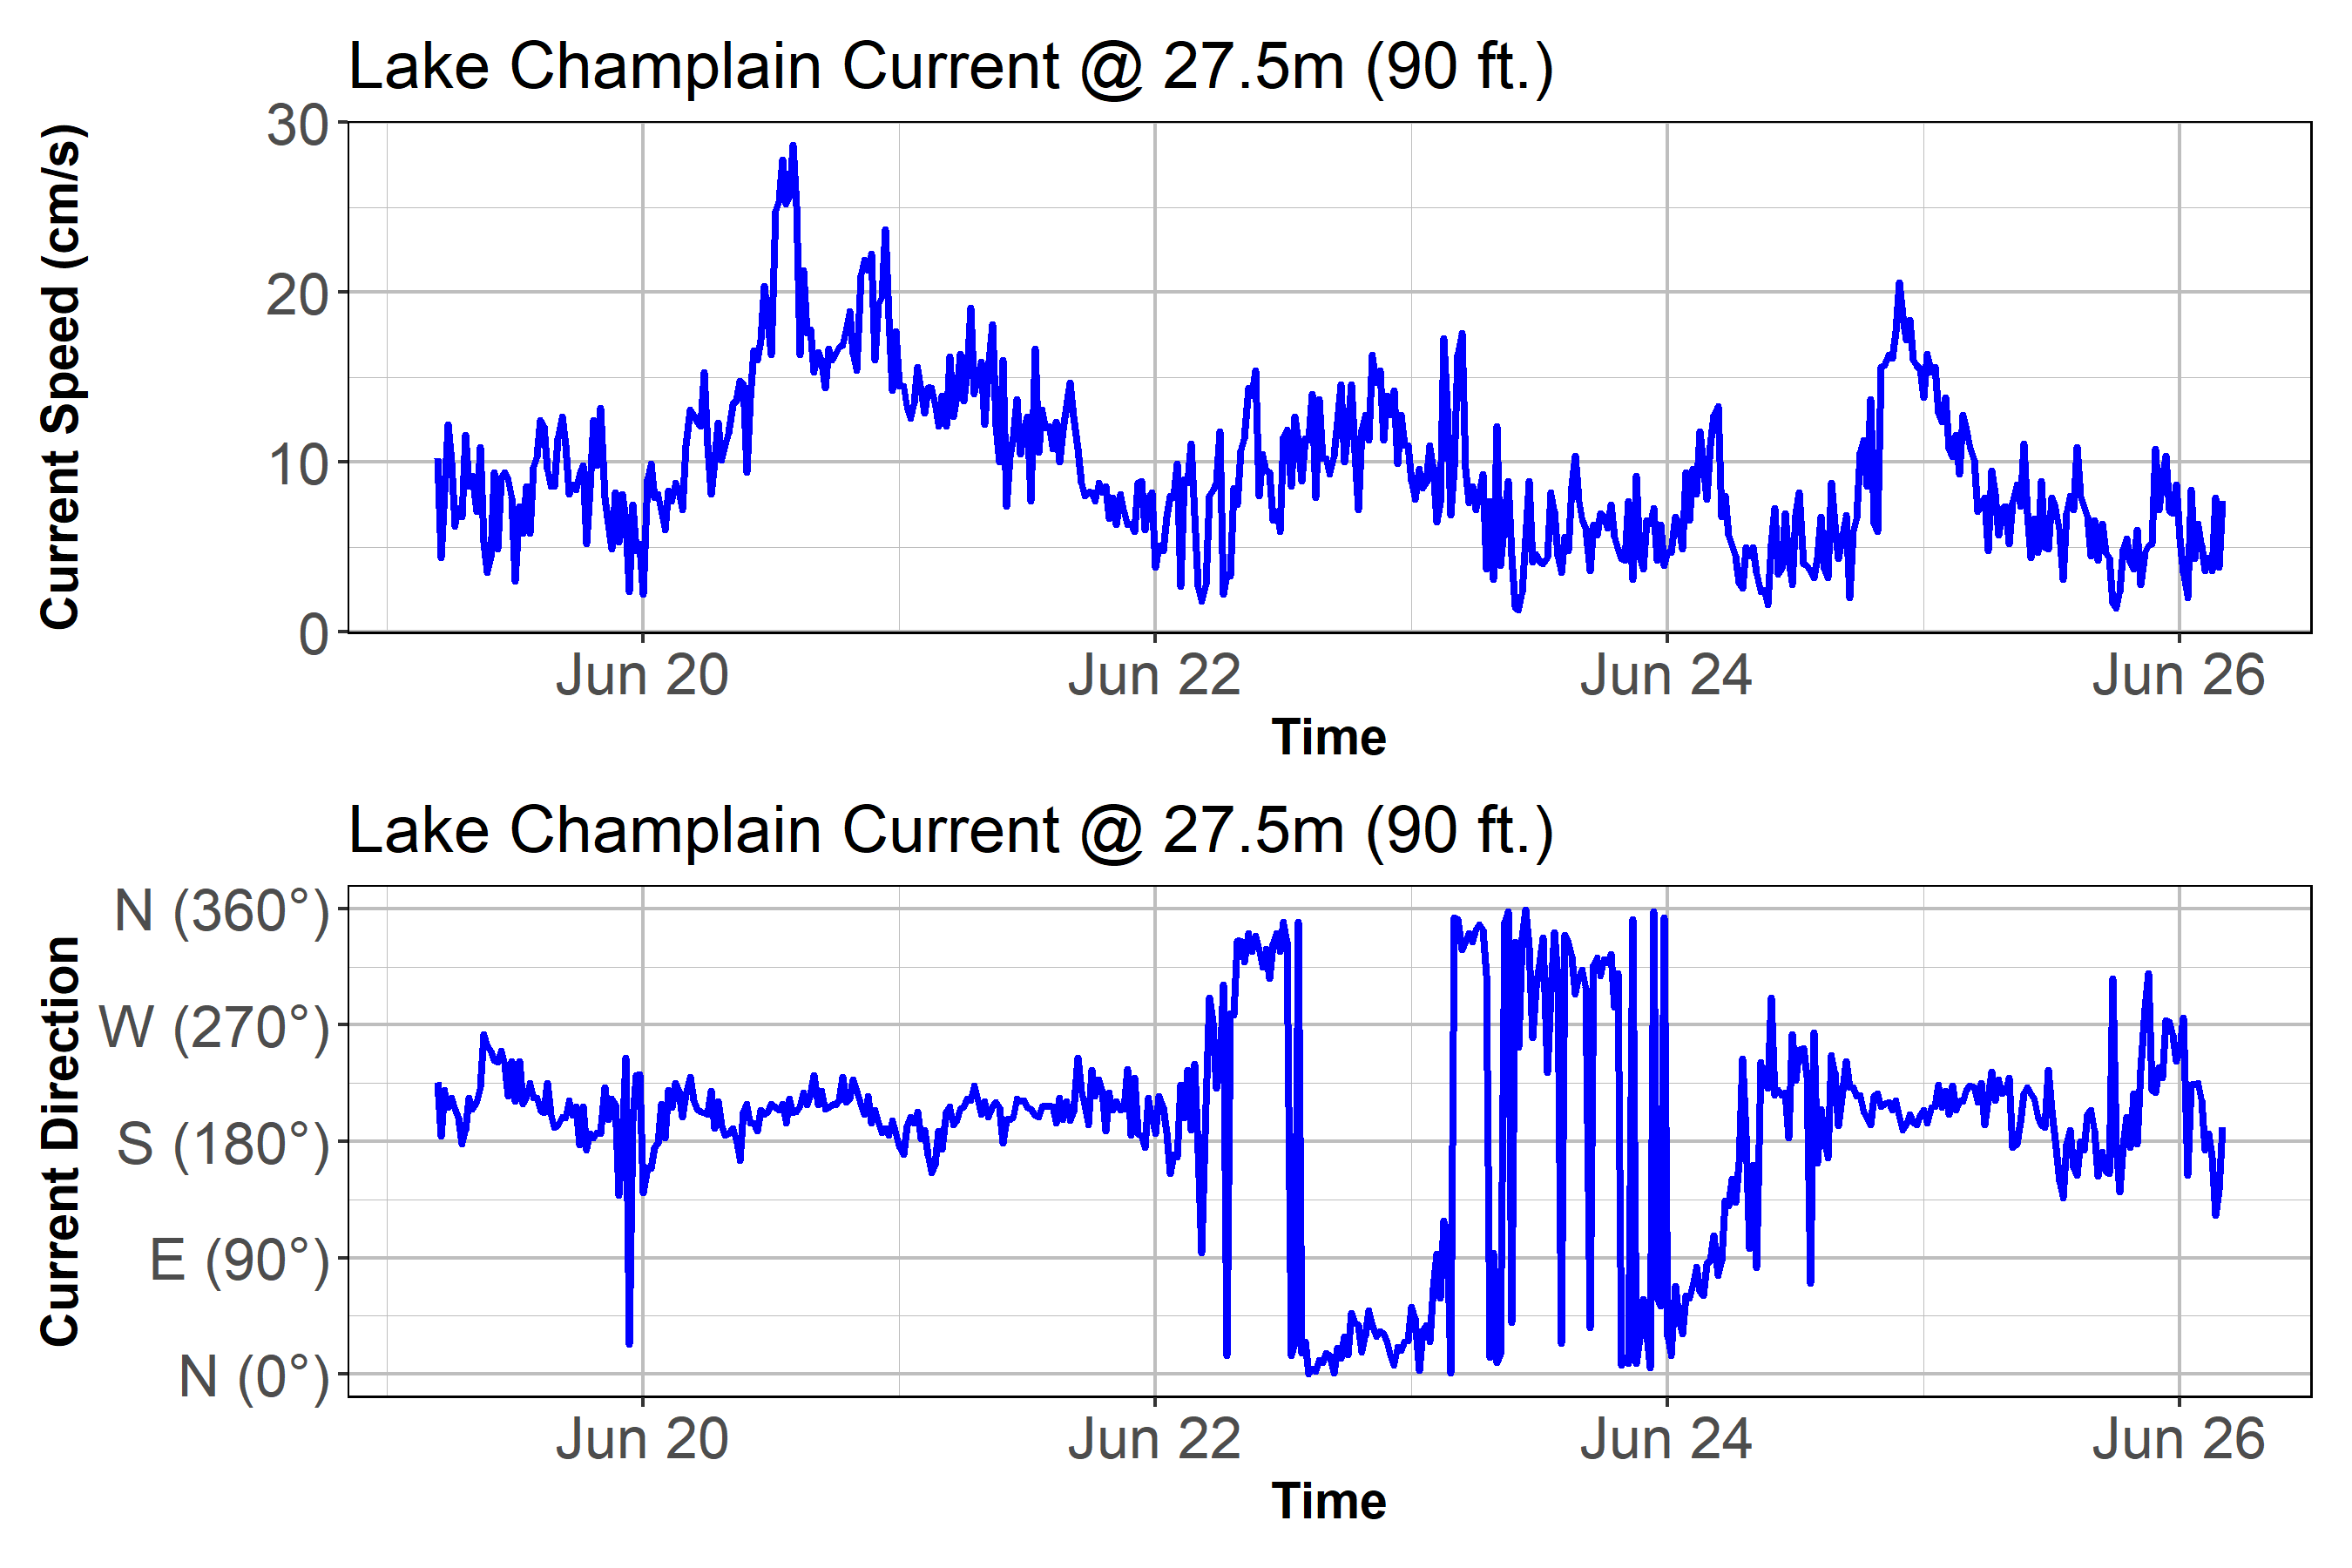 Lake Champlain Current @ 27.5m (90 ft.)
Current Speed (cm/s)
30
20
10
0
Jun 20 Jun 22 Jun 24 Jun 26
Time
Lake Champlain Current @ 27.5m (90 ft.)
Current Direction
N (360°)
W (270°)
S (180°)
E (90°)
N (0°)
Jun 20 Jun 22 Jun 24 Jun 26
Time